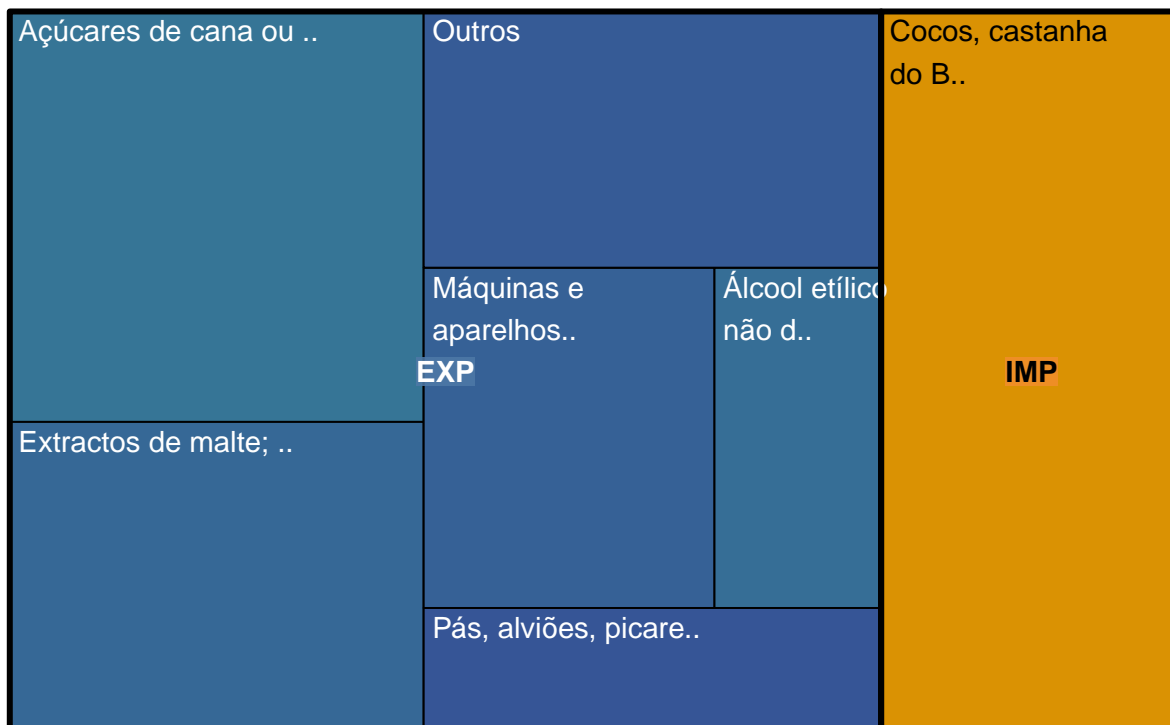 Açúcares de cana ou ..
Outros
Cocos, castanha
do B..
Máquinas e
aparelhos..
Álcool etílico
não d..
EXP
IMP
Extractos de malte; ..
Pás, alviões, picare..